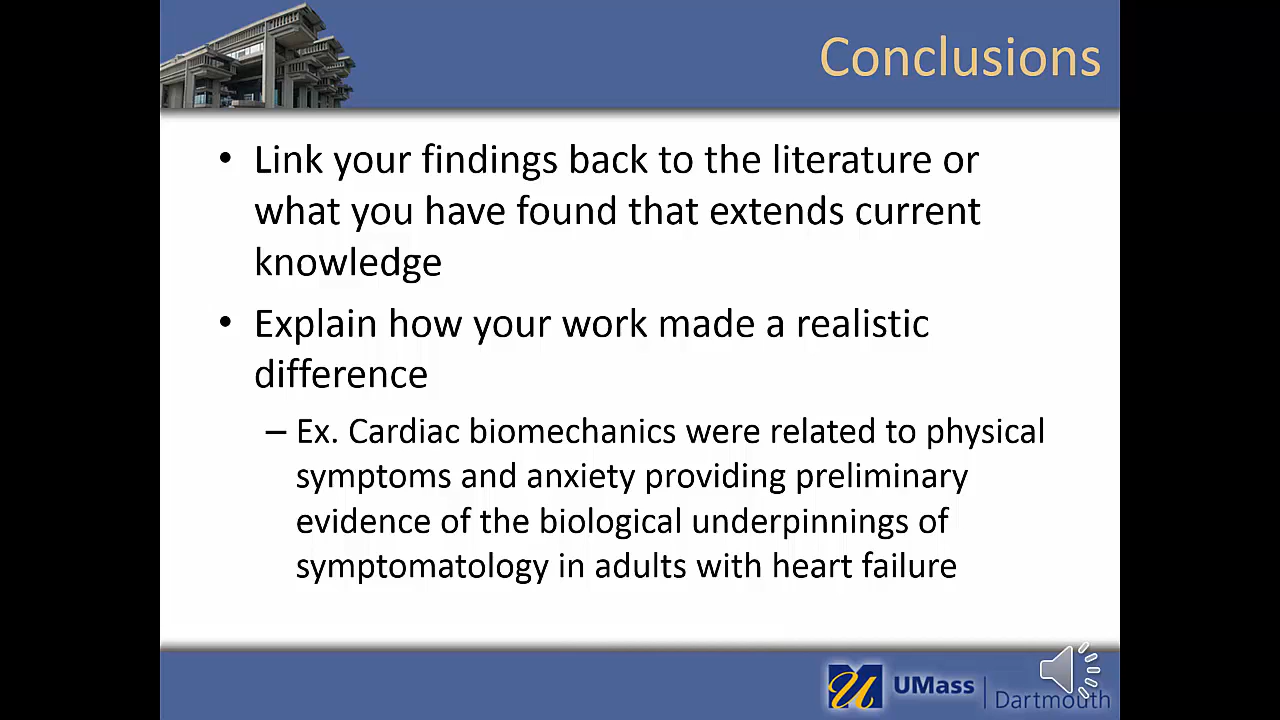 Conclusions
• Link your findings back to the literature or
what you have found that extends current
knowledge
• Explain how your work made a realistic
difference
– Ex. Cardiac biomechanics were related to physical
symptoms and anxiety providing preliminary
evidence of the biological underpinnings of
symptomatology in adults with heart failure
UMass
Dartmouth